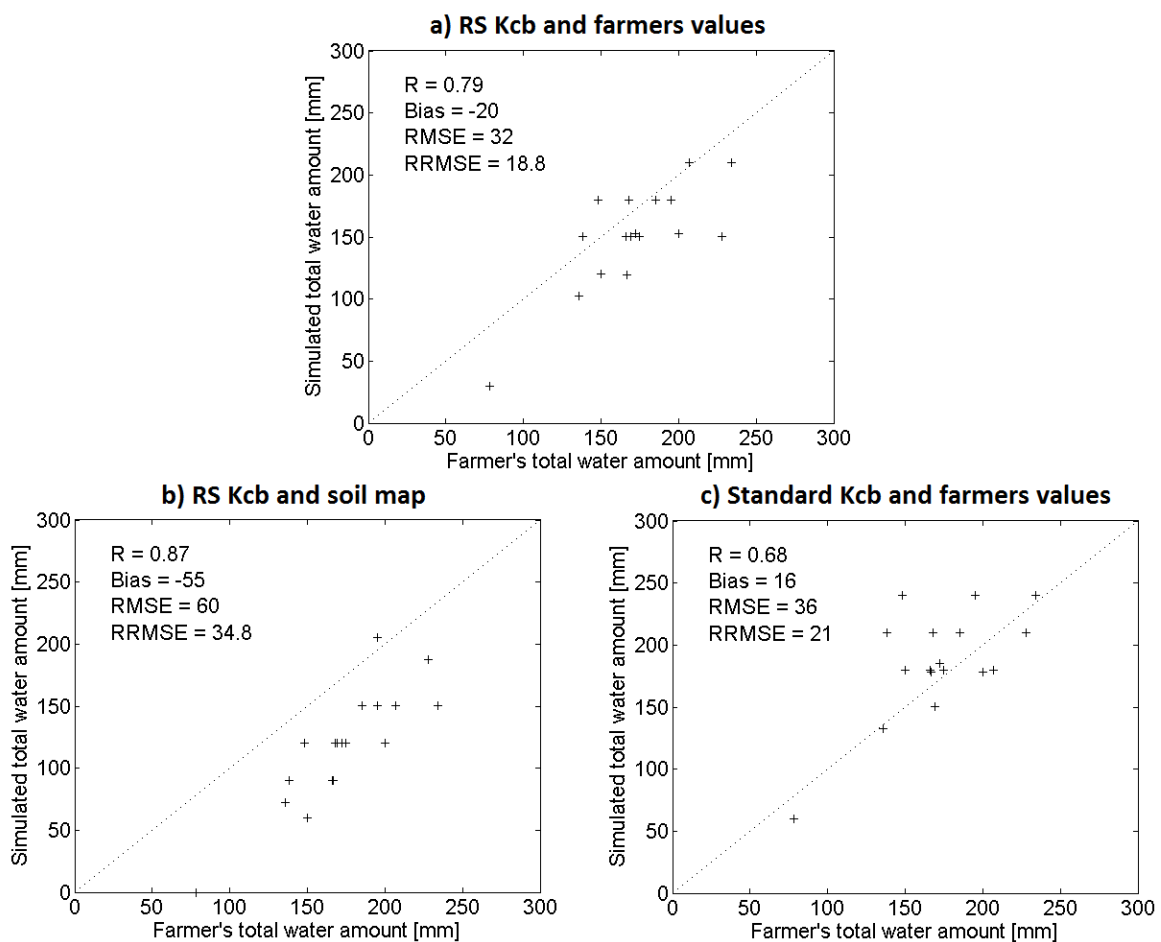 a) RS Kcb and farmers values
R = 0.79
Bias = -20
RMSE = 32
RRMSE = 18.8
Simulated total water amount [mm]
300
250
200
150
100
50
0
0 50 100 150 200 250 300
Farmer's total water amount [mm]
b) RS Kcb and soil map
R = 0.87
Bias = -55
RMSE = 60
RRMSE = 34.8
Simulated total water amount [mm]
300
250
200
150
100
50
0
0 50 100 150 200 250 300
Farmer's total water amount [mm]
c) Standard Kcb and farmers values
R = 0.68
Bias = 16
RMSE = 36
RRMSE = 21
Simulated total water amount [mm]
300
250
200
150
100
50
0
0 50 100 150 200 250 300
Farmer's total water amount [mm]